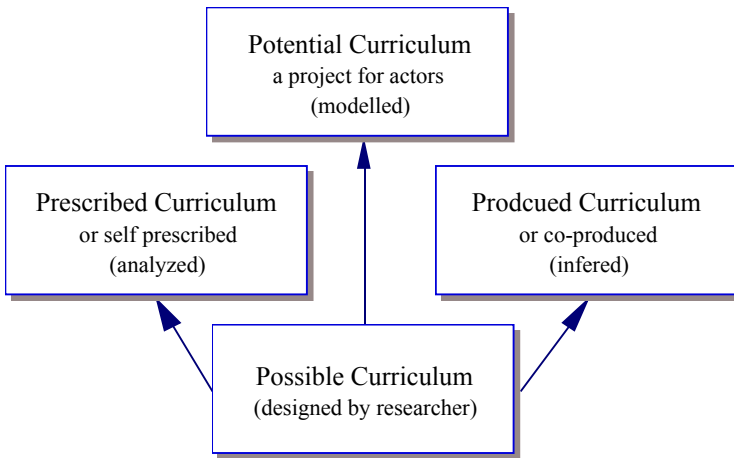 Potential Curriculum
a project for actors
(modelled)
Prescribed Curriculum
or self prescribed
(analyzed)
Prodcued Curriculum
or co-produced
(infered)
Possible Curriculum
(designed by researcher)